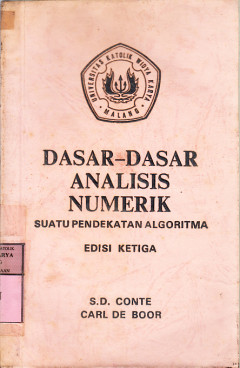 UNIVERSITAS KATOLIK WIDYA KARYA
MALANG
DASAR-DASAR
ANALISIS
NUMERIK
SUATU PENDEKATAN ALGORITMA
EDISI KETIGA
S.D. CONTE
CARL DE BOOR